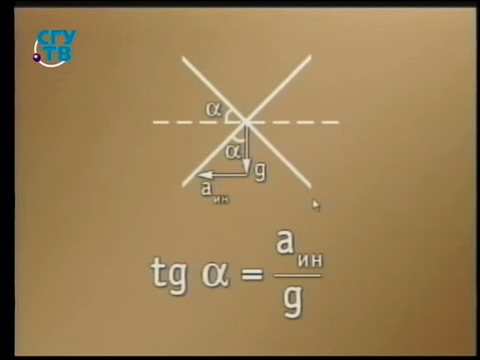 СГУ
ТВ
α
α
g
aин
tg α = aин / g